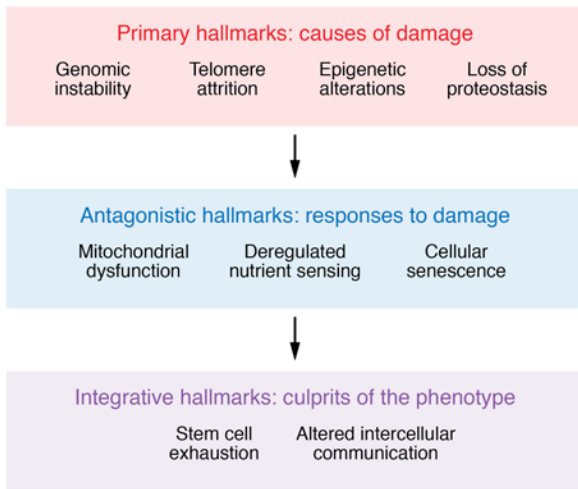 Primary hallmarks: causes of damage
Genomic instability
Telomere attrition
Epigenetic alterations
Loss of proteostasis
Antagonistic hallmarks: responses to damage
Mitochondrial dysfunction
Deregulated nutrient sensing
Cellular senescence
Integrative hallmarks: culprits of the phenotype
Stem cell exhaustion
Altered intercellular communication